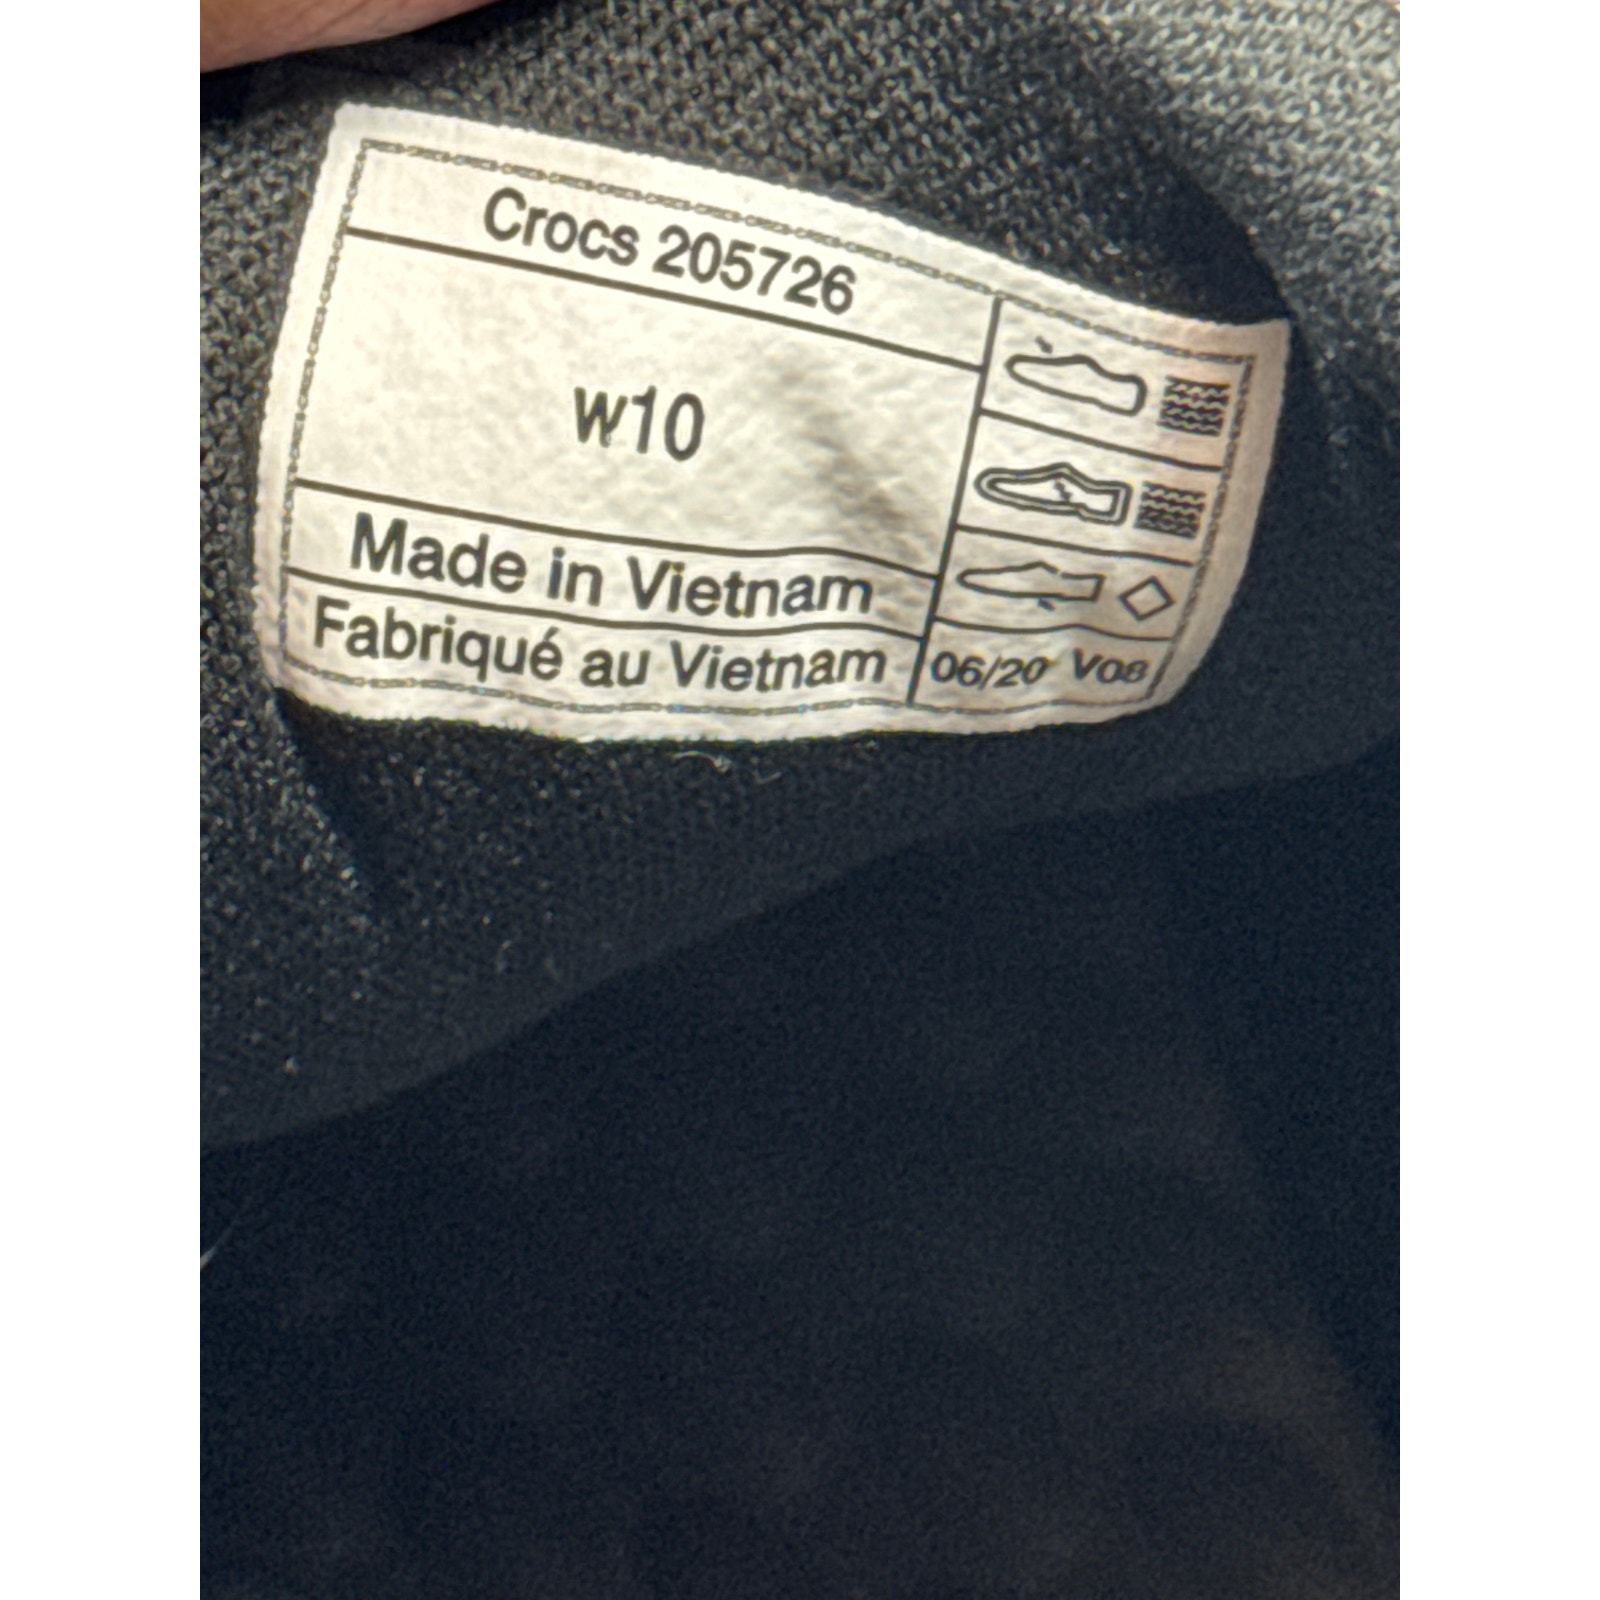 Crocs 205726
W10
Made in Vietnam
Fabriqué au Vietnam
06/20 V08